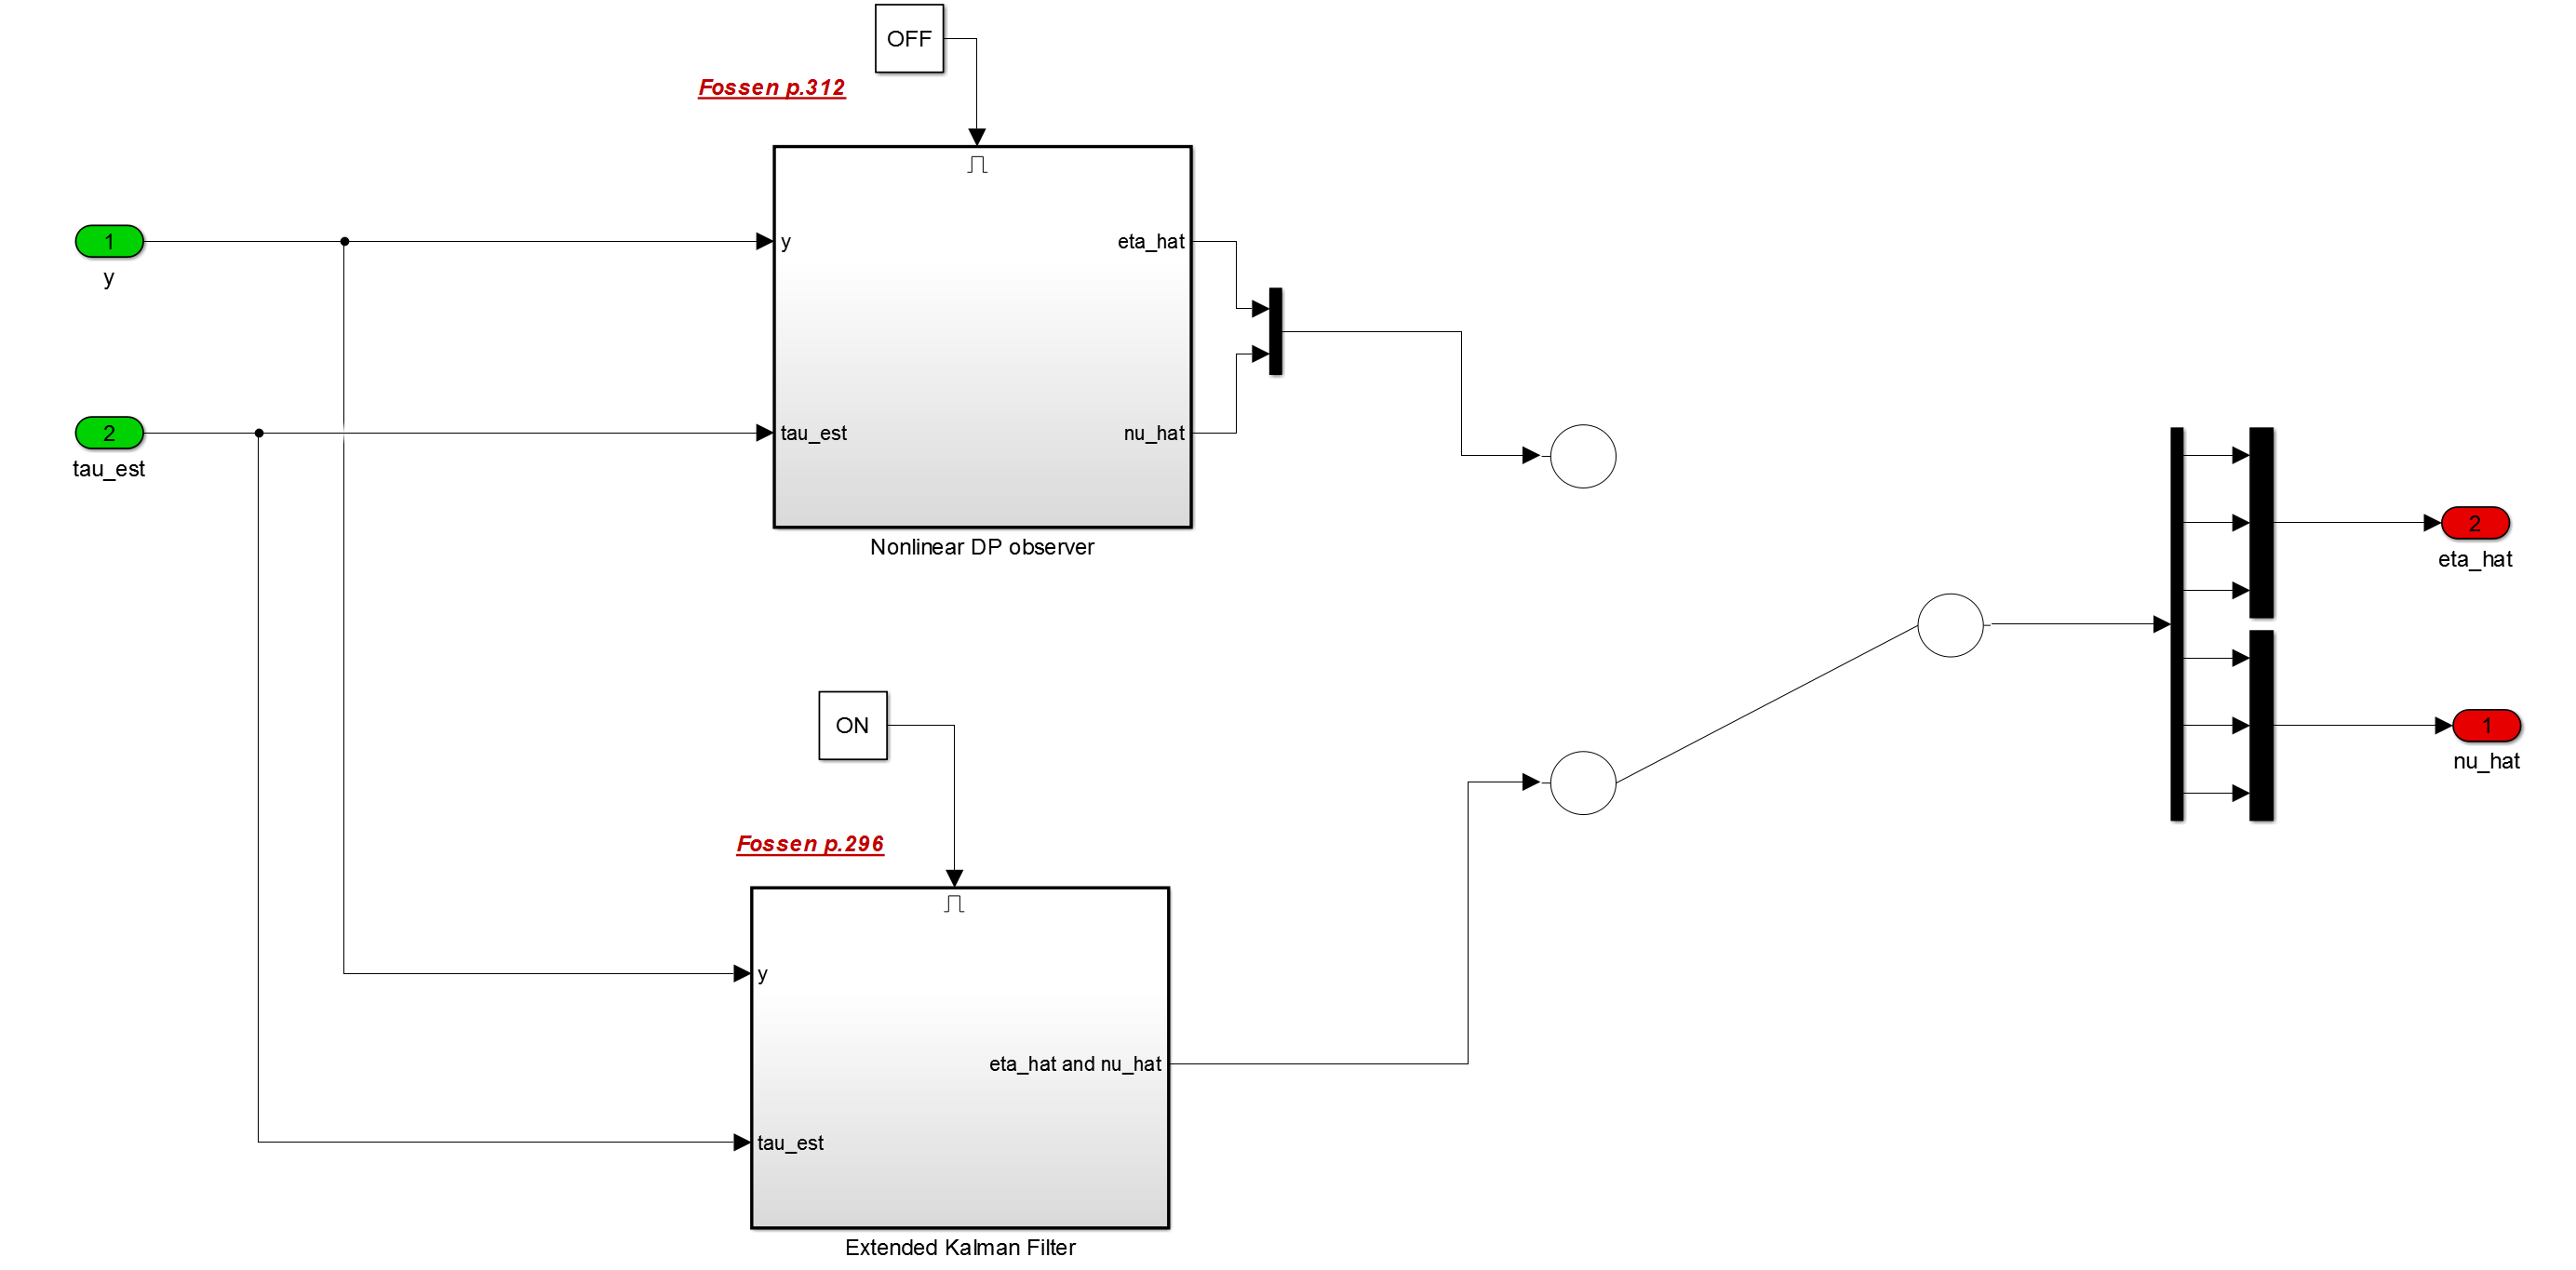 OFF
Fossen p.312
1
y
y
eta_hat
2
tau_est
tau_est
nu_hat
Nonlinear DP observer
2
eta_hat
ON
1
nu_hat
Fossen p.296
y
eta_hat and nu_hat
tau_est
Extended Kalman Filter